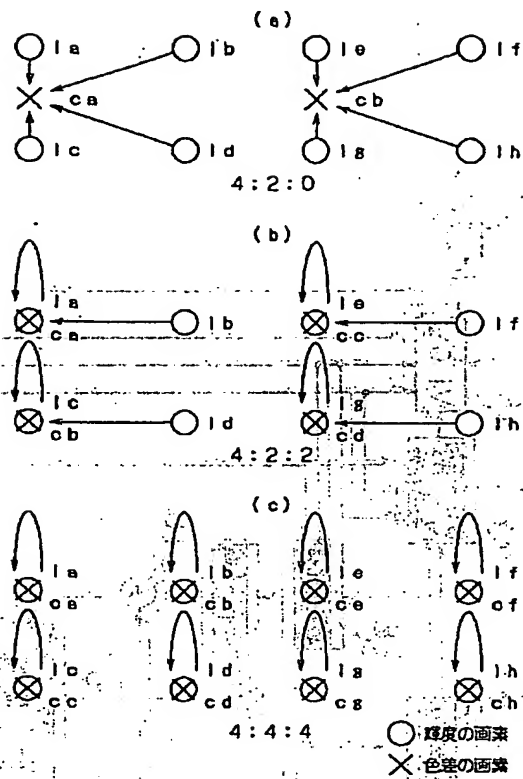 (a)
la lb le lf
ca cb
lc ld lg lh
4:2:0
(b)
la le
lb lf
ca cc
lc lg
ld lh
cb cd
4:2:2
(c)
la lb le lf
ca cb ce cf
lc ld lg lh
cc cd cg ch
4:4:4
輝度の画素
色差の画素